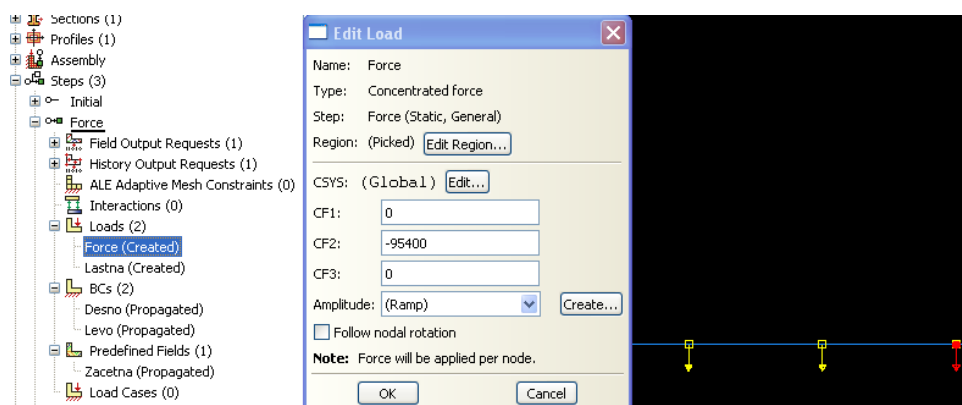 Sections (1)
Profiles (1)
Assembly
Steps (3)
Initial
Force
Field Output Requests (1)
History Output Requests (1)
ALE Adaptive Mesh Constraints (0)
Interactions (0)
Loads (2)
Force (Created)
Lastna (Created)
BCs (2)
Desno (Propagated)
Levo (Propagated)
Predefined Fields (1)
Zacetna (Propagated)
Load Cases (0)
Edit Load
Name: Force
Type: Concentrated force
Step: Force (Static, General)
Region: (Picked) Edit Region...
CSYS: (Global) Edit...
CF1: 0
CF2: -95400
CF3: 0
Amplitude: (Ramp) Create...
Follow nodal rotation
Note: Force will be applied per node.
OK Cancel